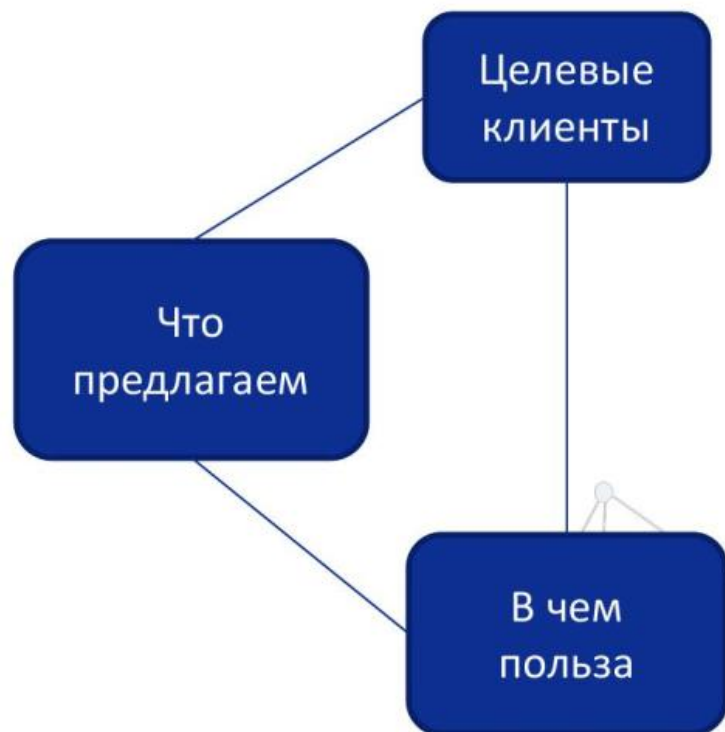 Целевые
клиенты
Что
предлагаем
В чем
польза